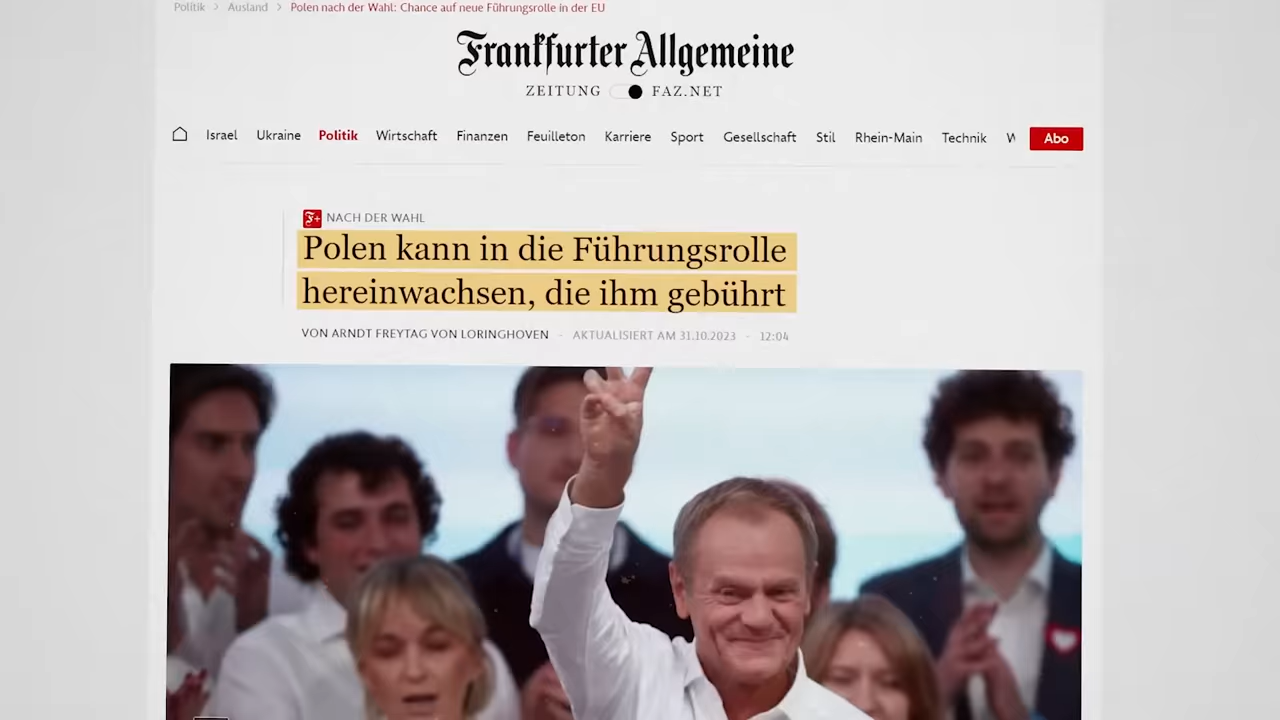 Politik > Ausland > Polen nach der Wahl: Chance auf neue Führungsrolle in der EU
Frankfurter Allgemeine
ZEITUNG FAZ.NET
Israel Ukraine Politik Wirtschaft Finanzen Feuilleton Karriere Sport Gesellschaft Stil Rhein-Main Technik Abo
F+ NACH DER WAHL
Polen kann in die Führungsrolle
hereinwachsen, die ihm gebührt
VON ARNDT FREYTAG VON LORINGHOVEN - AKTUALISIERT AM 31.10.2023 - 12:04